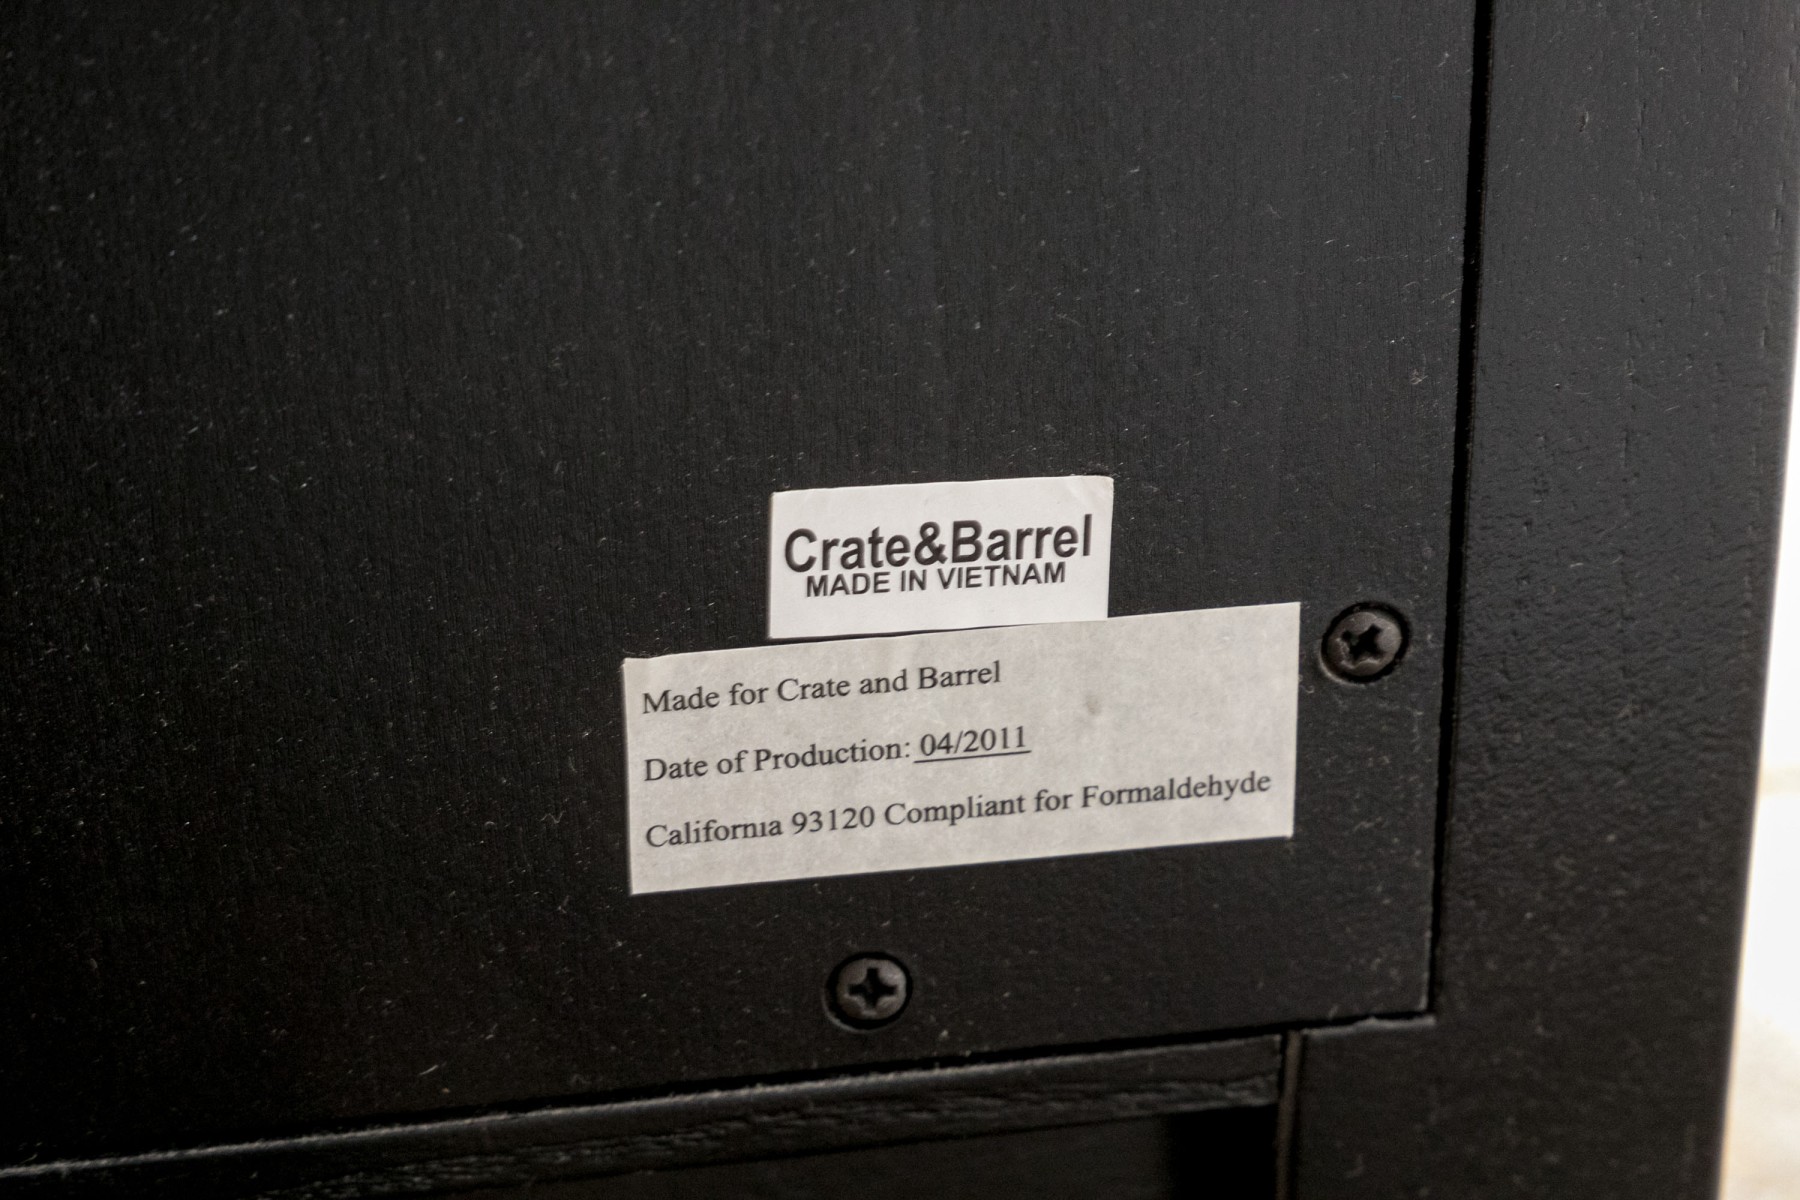 Crate&Barrel
MADE IN VIETNAM
Made for Crate and Barrel
Date of Production: 04/2011
California 93120 Compliant for Formaldehyde